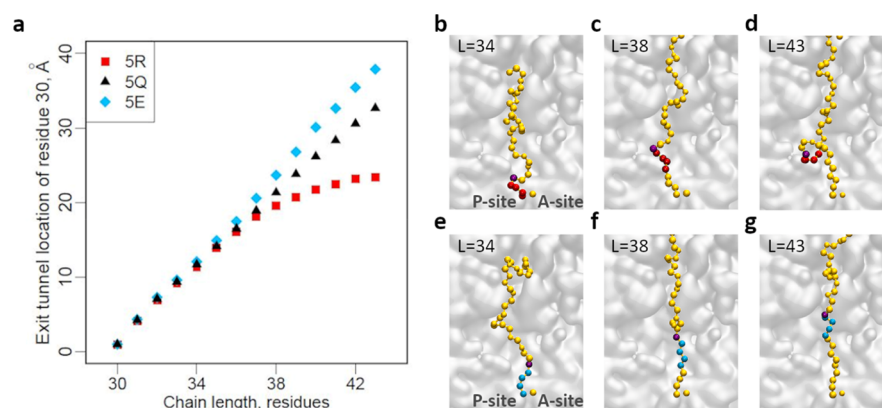 a
Exit tunnel location of residue 30, Å
40
30
20
10
0
5R
5Q
5E
30
34
38
42
Chain length, residues
b
L=34
P-site
A-site
c
L=38
d
L=43
e
L=34
P-site
A-site
f
L=38
g
L=43